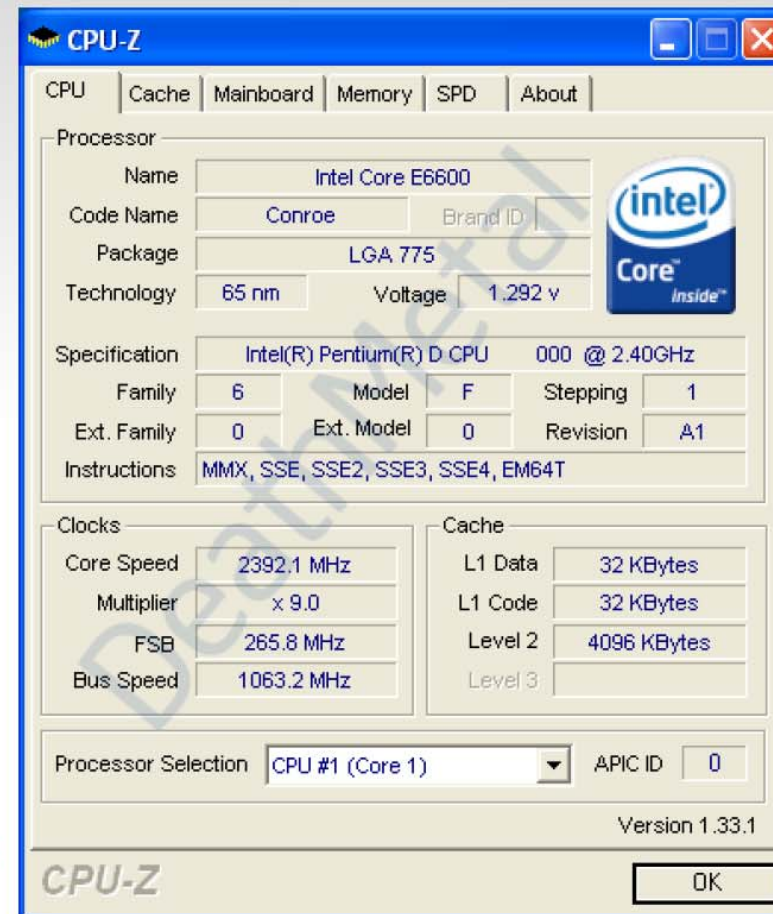 CPU-Z
CPU Cache Mainboard Memory SPD About
Processor
Name Intel Core E6600
Code Name Conroe Brand ID
Package LGA 775
Technology 65 nm Voltage 1.292 v
intel
Core™
inside™
Specification Intel(R) Pentium(R) D CPU 000 @ 2.40GHz
Family 6 Model F Stepping 1
Ext. Family 0 Ext. Model 0 Revision A1
Instructions MMX, SSE, SSE2, SSE3, SSE4, EM64T
Clocks
Core Speed 2392.1 MHz
Multiplier x 9.0
FSB 265.8 MHz
Bus Speed 1063.2 MHz
Cache
L1 Data 32 KBytes
L1 Code 32 KBytes
Level 2 4096 KBytes
Level 3
Processor Selection CPU #1 (Core 1) APIC ID 0
Version 1.33.1
CPU-Z OK
DeathMetal